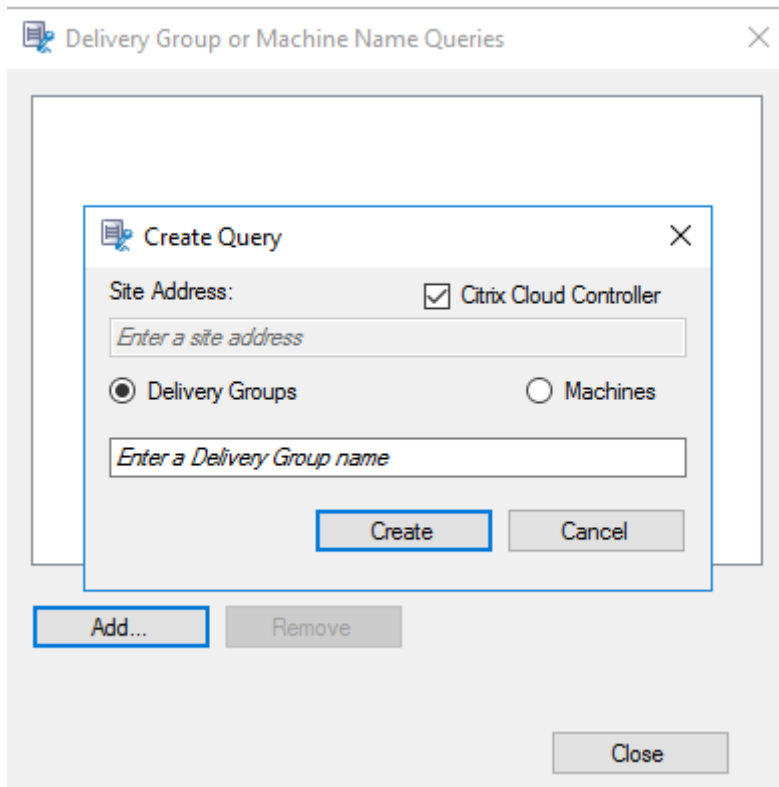 Delivery Group or Machine Name Queries
Create Query
Site Address:
Citrix Cloud Controller
Enter a site address
Delivery Groups
Machines
Enter a Delivery Group name
Create
Cancel
Add...
Remove
Close